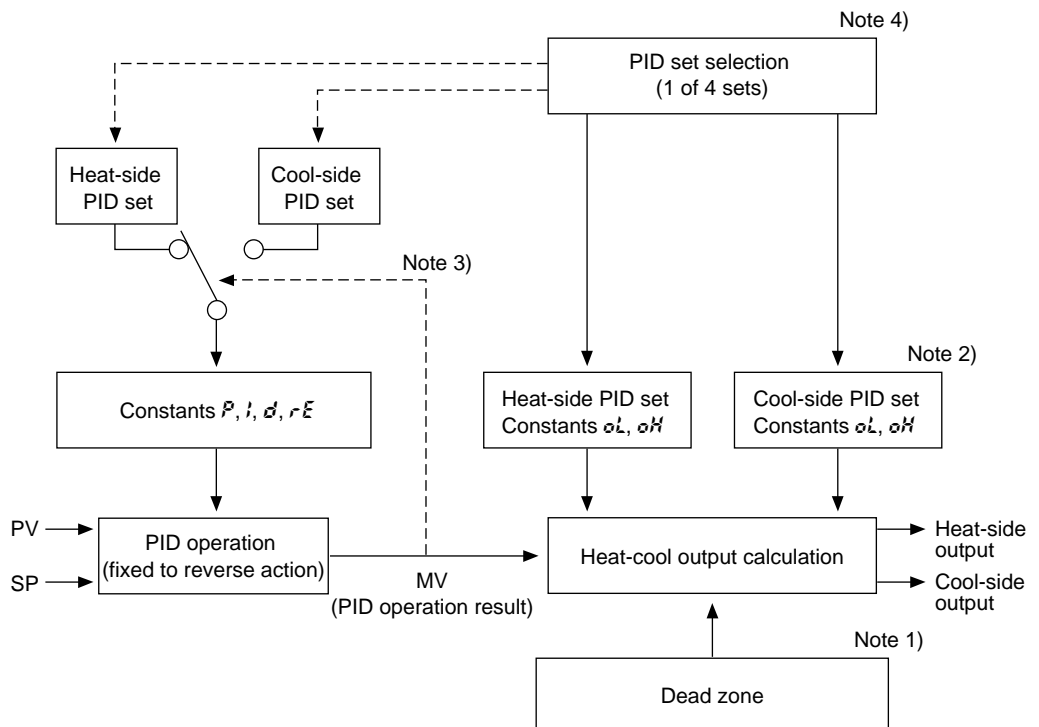 Note 4)
PID set selection
(1 of 4 sets)
Heat-side
PID set
Cool-side
PID set
Note 3)
Note 2)
Constants P, I, d, rE
Heat-side PID set
Constants oL, oH
Cool-side PID set
Constants oL, oH
PV
SP
PID operation
(fixed to reverse action)
MV
(PID operation result)
Heat-cool output calculation
Heat-side
output
Cool-side
output
Note 1)
Dead zone